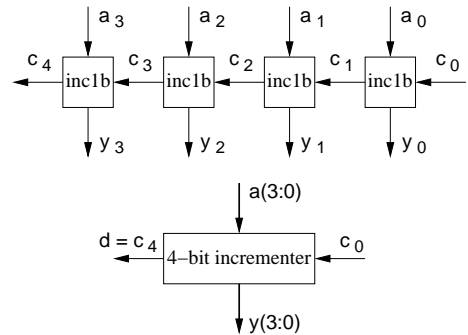 a 3 a 2 a 1 a 0
c 4 inc1b c 3 inc1b c 2 inc1b c 1 inc1b c 0
y 3 y 2 y 1 y 0
a(3:0)
d = c 4 4−bit incrementer c 0
y(3:0)